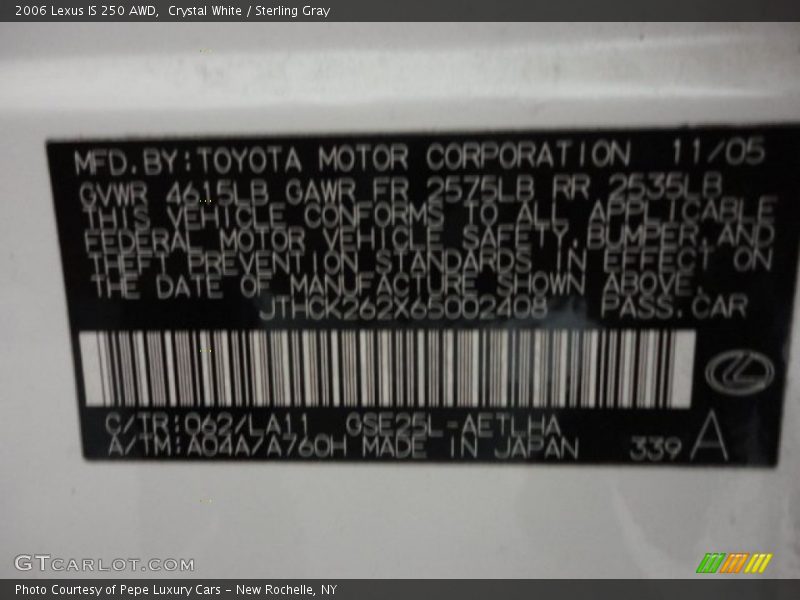 2006 Lexus IS 250 AWD,  Crystal White / Sterling Gray
MFD.BY:TOYOTA MOTOR CORPORATION 11/05
GVWR 4615LB GAWR FR 2575LB RR 2535LB
THIS VEHICLE CONFORMS TO ALL APPLICABLE
FEDERAL MOTOR VEHICLE SAFETY,BUMPER,AND
THEFT PREVENTION STANDARDS IN EFFECT ON
THE DATE OF MANUFACTURE SHOWN ABOVE.
JTHCK262X65002408 PASS.CAR
C/TR:062/LA11 GSE25L-AETLHA
A/TM:A04A/A760H MADE IN JAPAN 339 A
GTCARLOT.COM
Photo Courtesy of Pepe Luxury Cars - New Rochelle, NY